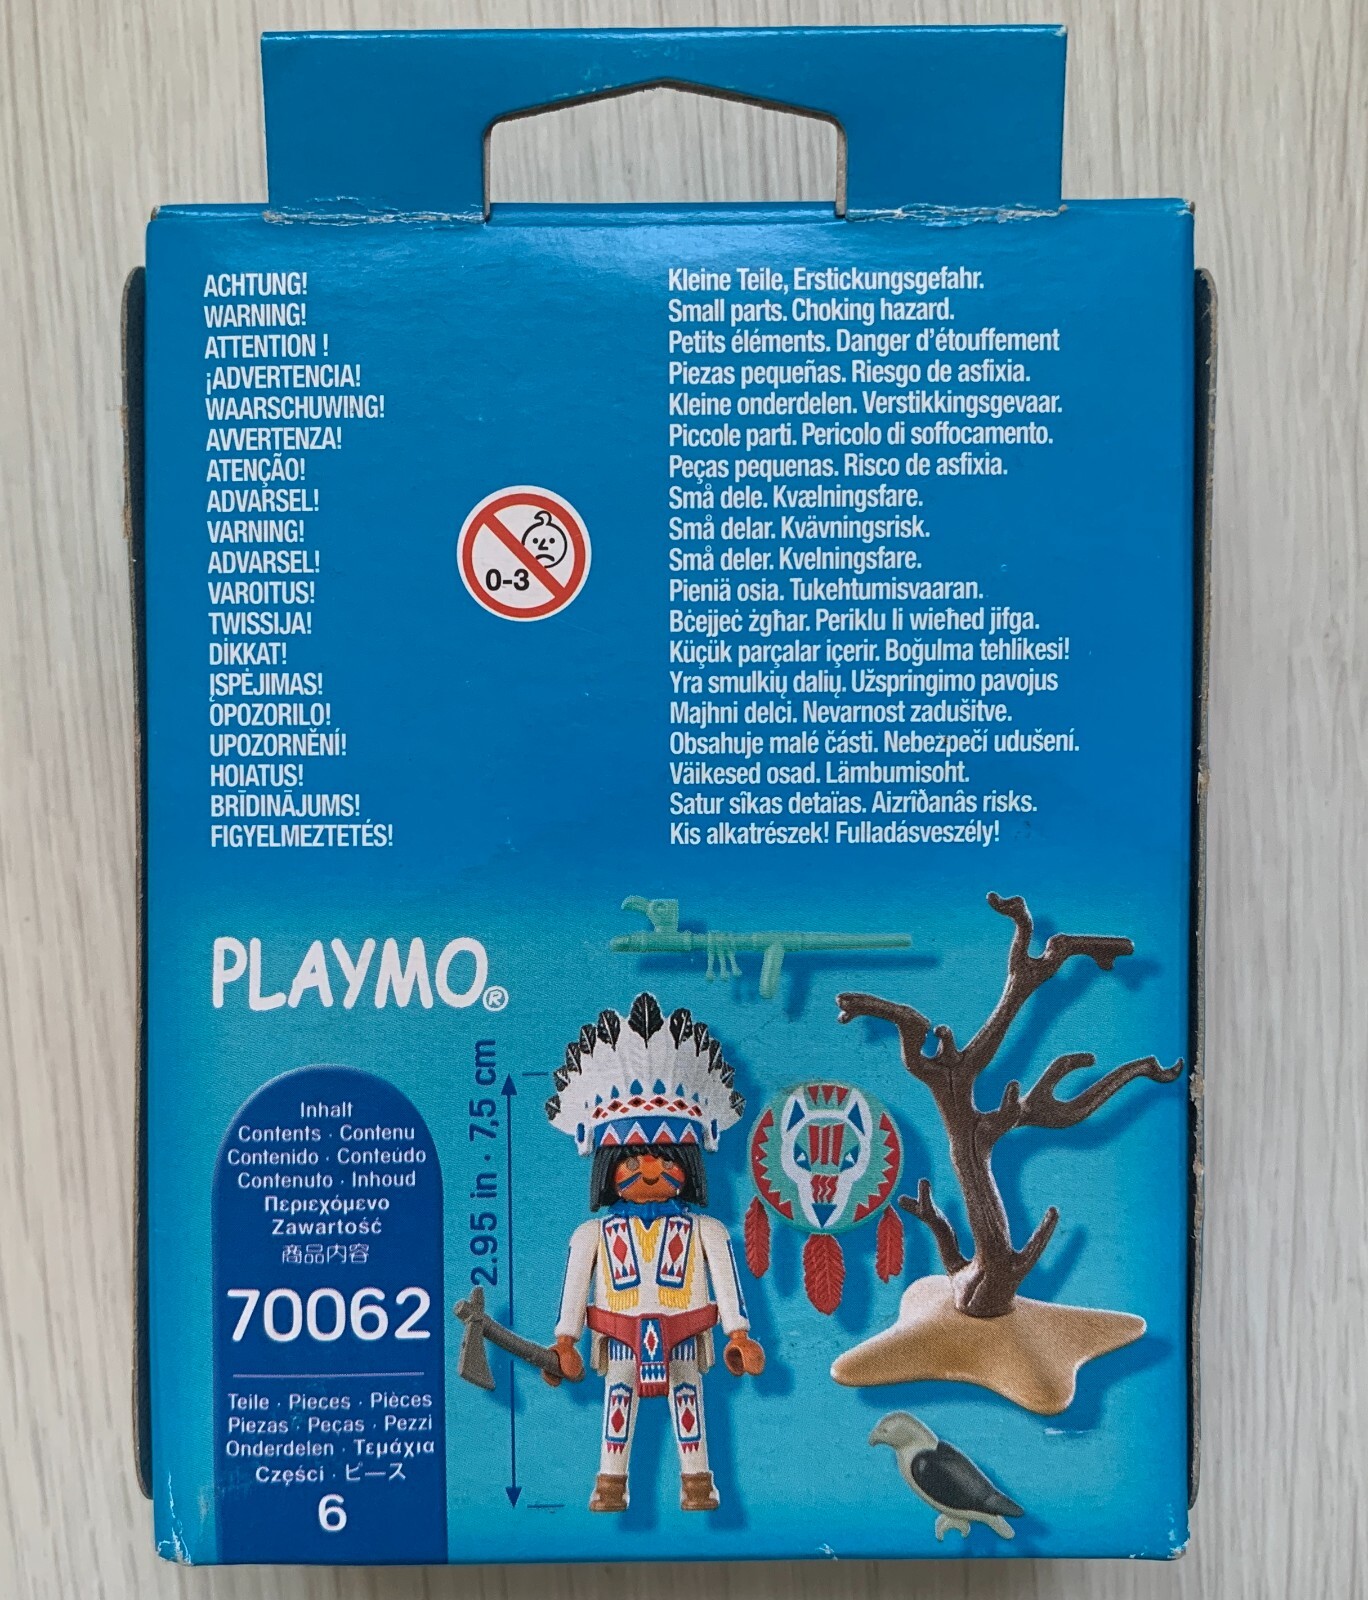 ACHTUNG! Kleine Teile, Erstickungsgefahr.
WARNING! Small parts. Choking hazard.
ATTENTION ! Petits éléments. Danger d'étouffement
¡ADVERTENCIA! Piezas pequeñas. Riesgo de asfixia.
WAARSCHUWING! Kleine onderdelen. Verstikkingsgevaar.
AVVERTENZA! Piccole parti. Pericolo di soffocamento.
ATENÇÃO! Peças pequenas. Risco de asfixia.
ADVARSEL! Små dele. Kvælningsfare.
VARNING! Små delar. Kvävningsrisk.
ADVARSEL! Små deler. Kvelningsfare.
VAROITUS! Pieniä osia. Tukehtumisvaaran.
TWISSIJA! Bċejjeċ żgħar. Periklu li wieħed jifga.
DİKKAT! Küçük parçalar içerir. Boğulma tehlikesi!
ĮSPĖJIMAS! Yra smulkių dalių. Užspringimo pavojus
OPOZORILO! Majhni delci. Nevarnost zadušitve.
UPOZORNĚNÍ! Obsahuje malé části. Nebezpečí udušení.
HOIATUS! Väikesed osad. Lämbumisoht.
BRĪDINĀJUMS! Satur sîkas detaïas. Aizrîðanâs risks.
FIGYELMEZTETÉS! Kis alkatrészek! Fulladásveszély!
0-3
PLAYMO®
2.95 in · 7,5 cm
Inhalt
Contents · Contenu
Contenido · Conteúdo
Contenuto · Inhoud
Περιεχόμενο
Zawartość
商品内容
70062
Teile · Pieces · Pièces
Piezas · Peças · Pezzi
Onderdelen · Τεμάχια
Części · ピース
6